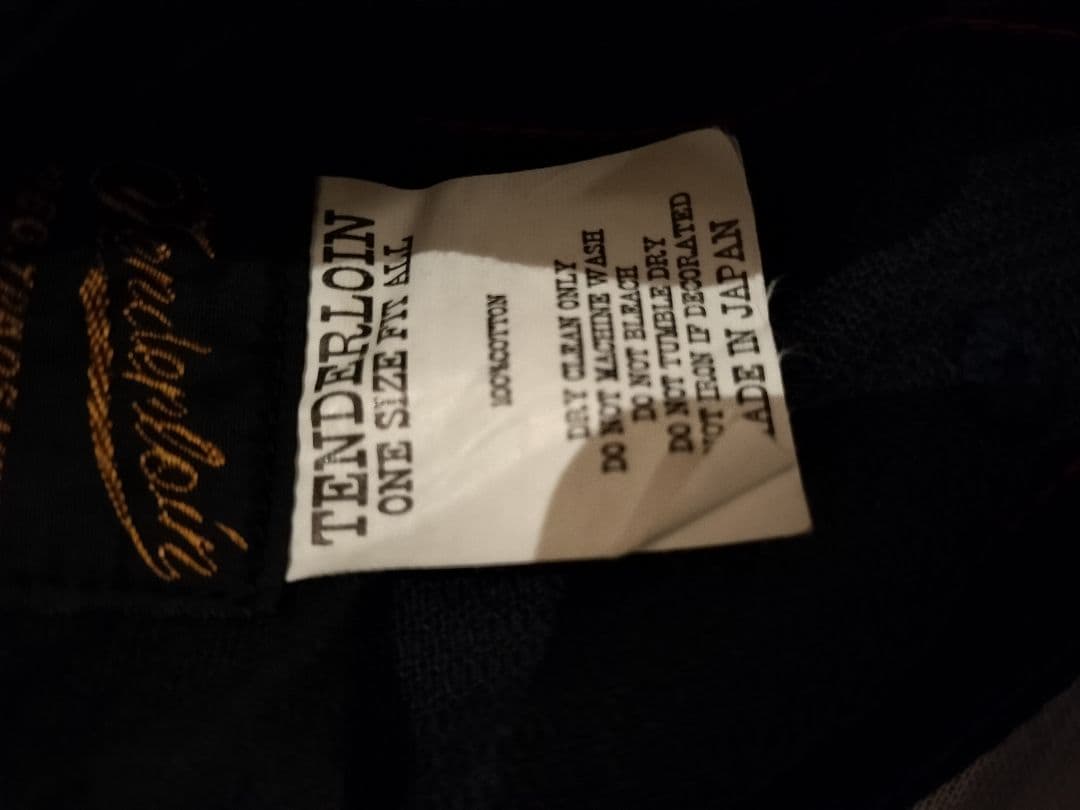 Tenderloin
TENDERLOIN
ONE SIZE FIT ALL
100%COTTON
DRY CLEAN ONLY
DO NOT MACHINE WASH
DO NOT BLEACH
DO NOT TUMBLE DRY
NOT IRON IF DECORATED
ADE IN JAPAN